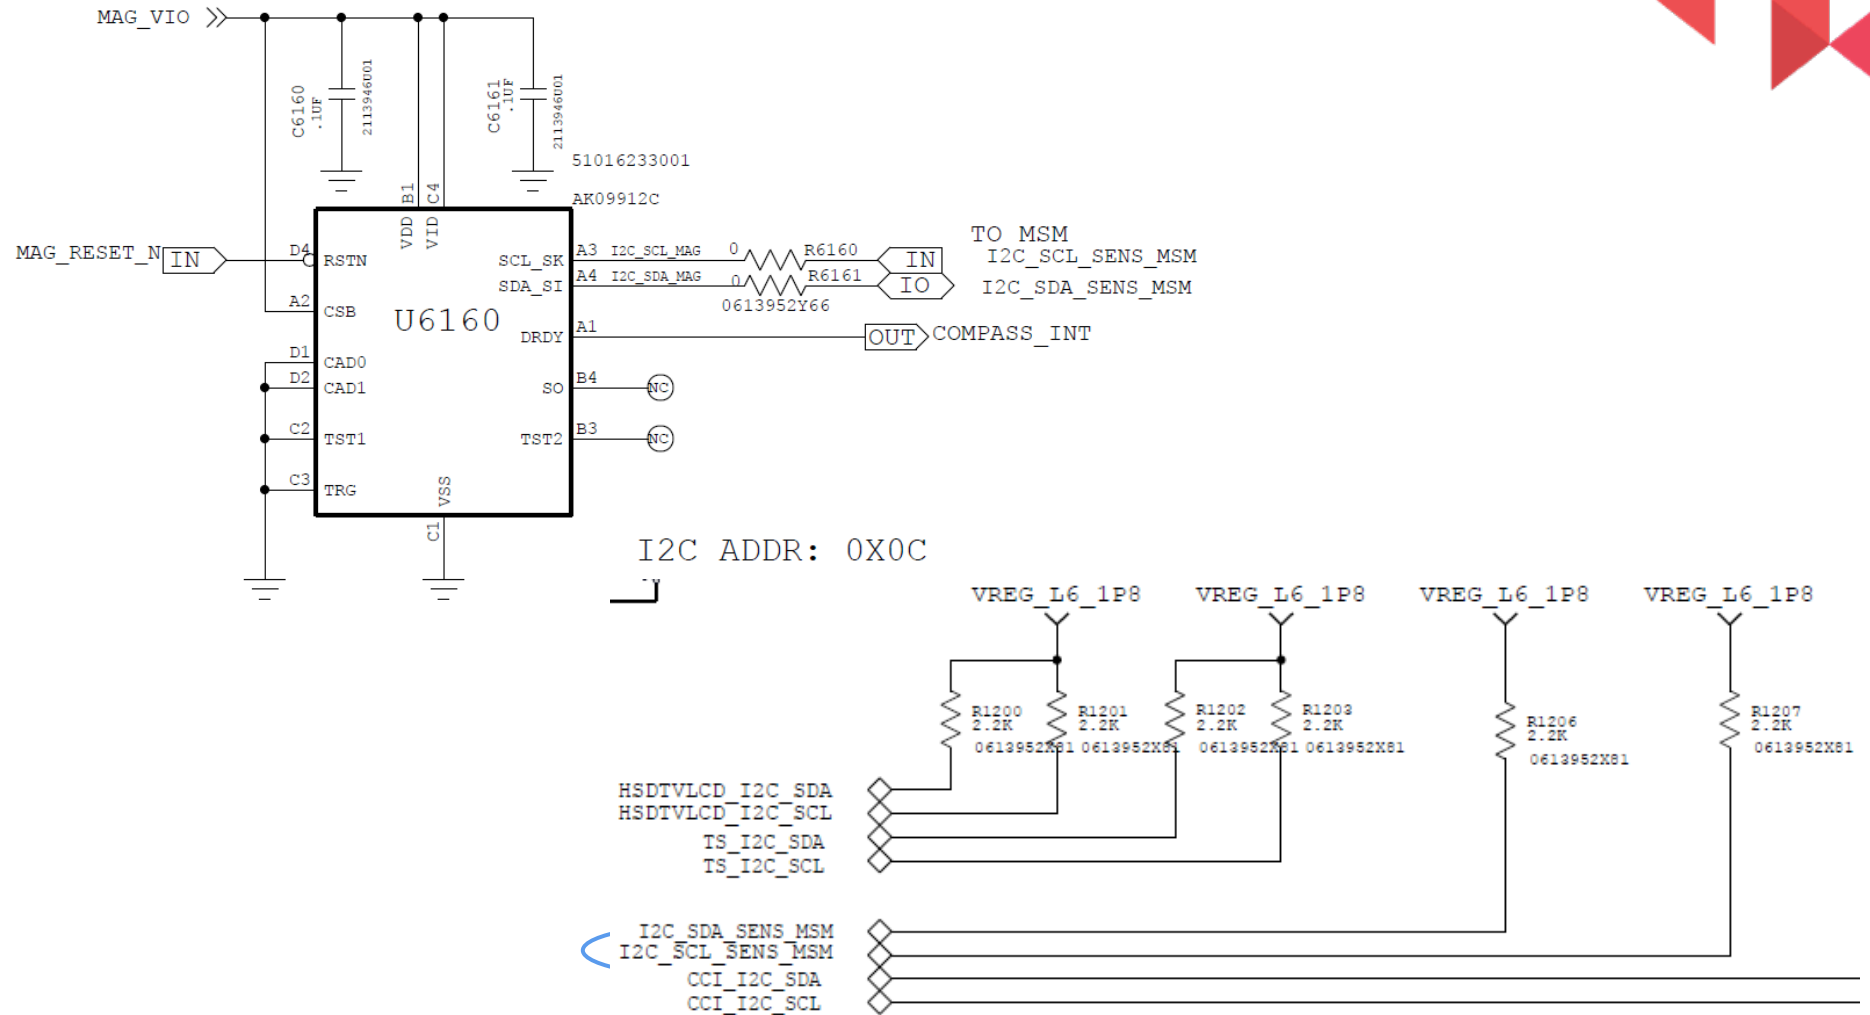 MAG_VIO
C6160
.1UF
2113946U01
C6161
.1UF
2113946U01
51016233001
AK09912C
B1
C4
VDD
VID
MAG_RESET_N
IN
D4
RSTN
A2
CSB
U6160
D1
CAD0
D2
CAD1
C2
TST1
C3
TRG
VSS
C1
SCL_SK
A3
I2C_SCL_MAG
0
R6160
IN
TO MSM
I2C_SCL_SENS_MSM
SDA_SI
A4
I2C_SDA_MAG
0
R6161
IO
I2C_SDA_SENS_MSM
0613952Y66
DRDY
A1
OUT
COMPASS_INT
SO
B4
NC
TST2
B3
NC
I2C ADDR: 0X0C
VREG_L6_1P8
VREG_L6_1P8
VREG_L6_1P8
VREG_L6_1P8
R1200
2.2K
0613952X81
R1201
2.2K
0613952X81
R1202
2.2K
0613952X81
R1203
2.2K
0613952X81
R1206
2.2K
0613952X81
R1207
2.2K
0613952X81
HSDTVLCD_I2C_SDA
HSDTVLCD_I2C_SCL
TS_I2C_SDA
TS_I2C_SCL
I2C_SDA_SENS_MSM
I2C_SCL_SENS_MSM
CCI_I2C_SDA
CCI_I2C_SCL